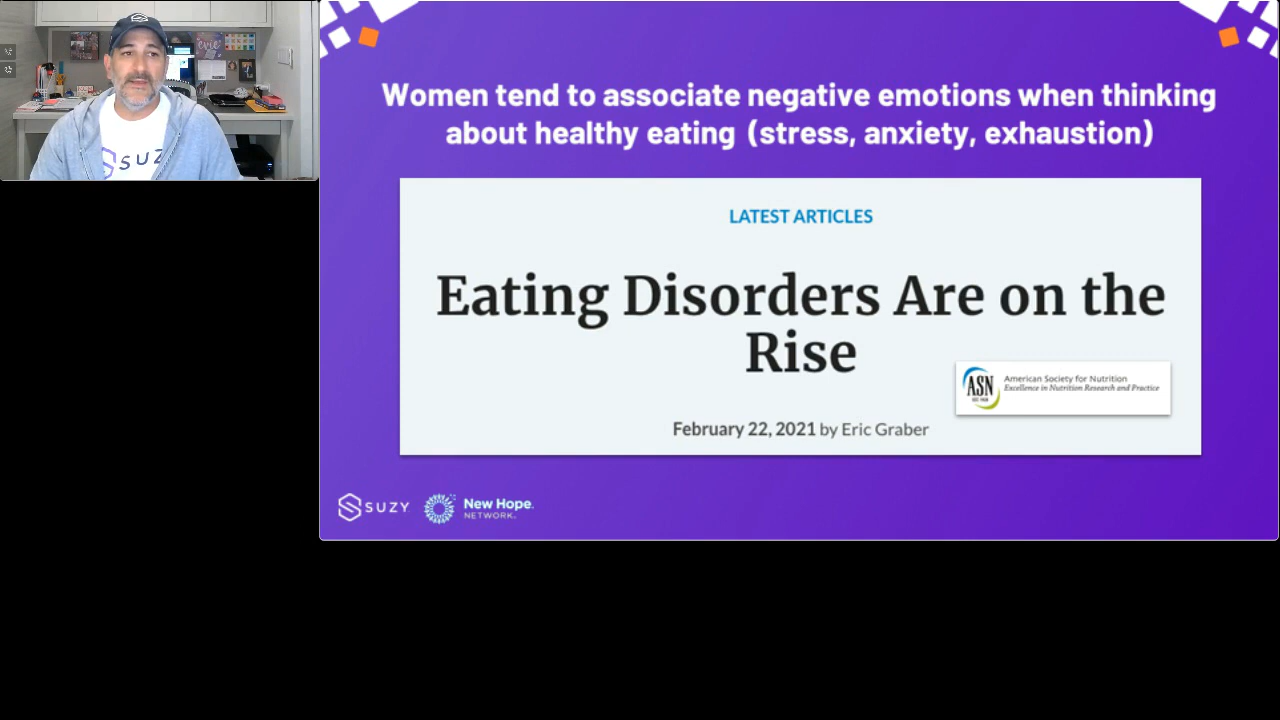 SUZ
Women tend to associate negative emotions when thinking
about healthy eating (stress, anxiety, exhaustion)
LATEST ARTICLES
Eating Disorders Are on the
Rise
ASN
American Society for Nutrition
Excellence in Nutrition Research and Practice
February 22, 2021 by Eric Graber
SUZY
New Hope.
NETWORK.